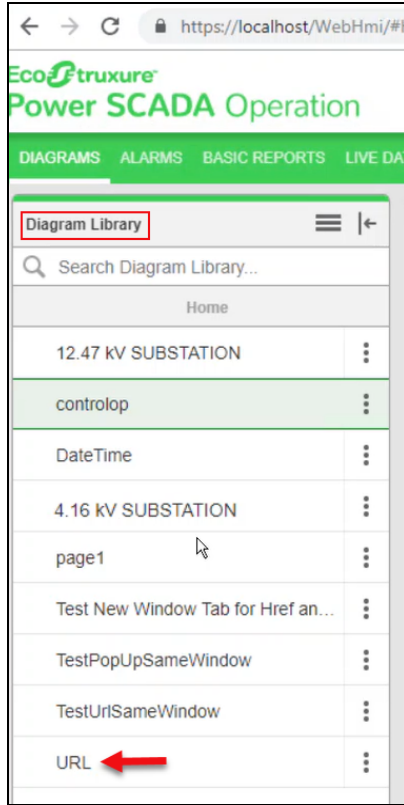 https://localhost/WebHmi/#
EcoStruxure
Power SCADA Operation
DIAGRAMS ALARMS BASIC REPORTS LIVE DA
Diagram Library
Search Diagram Library...
Home
12.47 kV SUBSTATION
controlop
DateTime
4.16 kV SUBSTATION
page1
Test New Window Tab for Href an...
TestPopUpSameWindow
TestUrlSameWindow
URL